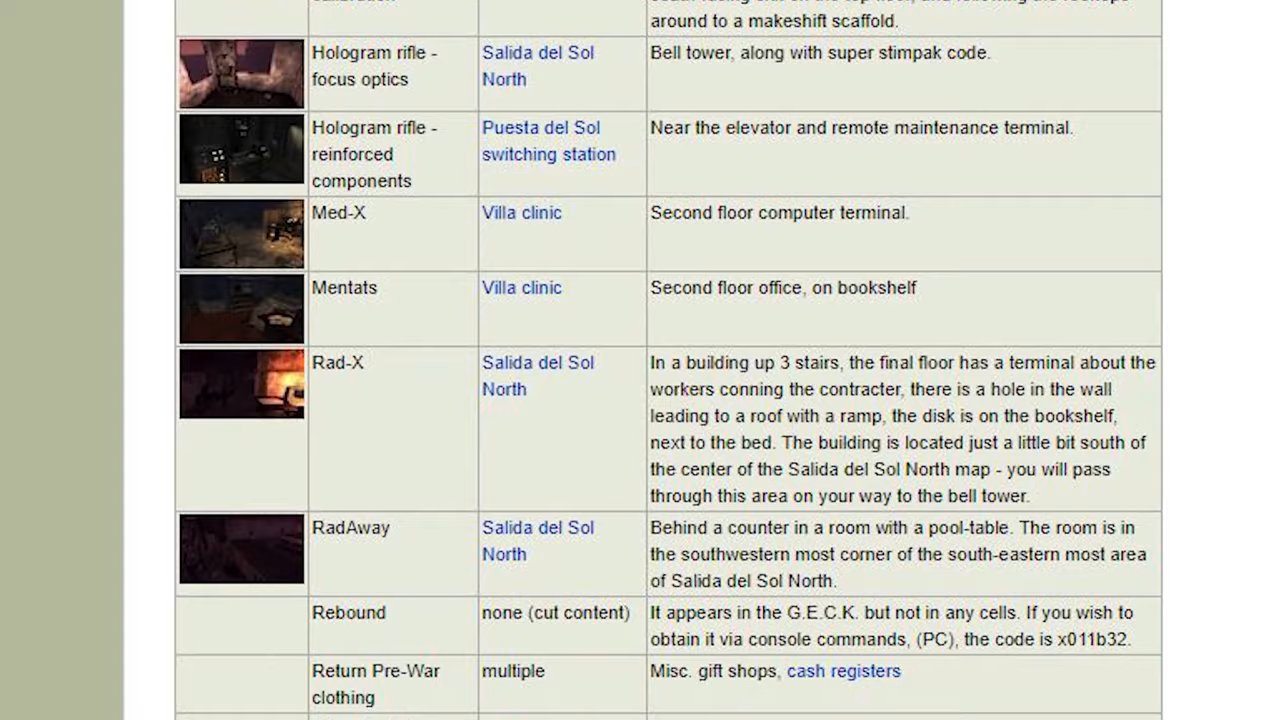 around to a makeshift scaffold.
Hologram rifle -
focus optics
Salida del Sol
North
Bell tower, along with super stimpak code.
Hologram rifle -
reinforced
components
Puesta del Sol
switching station
Near the elevator and remote maintenance terminal.
Med-X
Villa clinic
Second floor computer terminal.
Mentats
Villa clinic
Second floor office, on bookshelf
Rad-X
Salida del Sol
North
In a building up 3 stairs, the final floor has a terminal about the
workers conning the contracter, there is a hole in the wall
leading to a roof with a ramp, the disk is on the bookshelf,
next to the bed. The building is located just a little bit south of
the center of the Salida del Sol North map - you will pass
through this area on your way to the bell tower.
RadAway
Salida del Sol
North
Behind a counter in a room with a pool-table. The room is in
the southwestern most corner of the south-eastern most area
of Salida del Sol North.
Rebound
none (cut content)
It appears in the G.E.C.K. but not in any cells. If you wish to
obtain it via console commands, (PC), the code is x011b32.
Return Pre-War
clothing
multiple
Misc. gift shops, cash registers